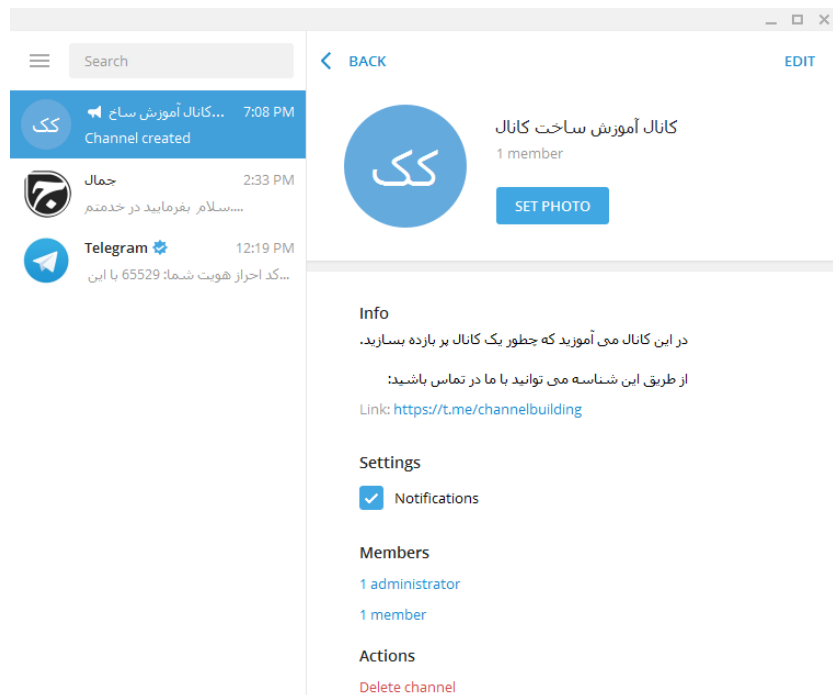 Search
کانال آموزش ساخ...
7:08 PM
Channel created
جمال
2:33 PM
سلام بفرمایید در خدمتم....
Telegram
12:19 PM
کد احراز هویت شما: 65529 با این...
BACK
EDIT
کک
کک
کانال آموزش ساخت کانال
1 member
SET PHOTO
Info
در این کانال می آموزید که چطور یک کانال پر بازده بسازید.
از طریق این شناسه می توانید با ما در تماس باشید:
Link: https://t.me/channelbuilding
Settings
Notifications
Members
1 administrator
1 member
Actions
Delete channel